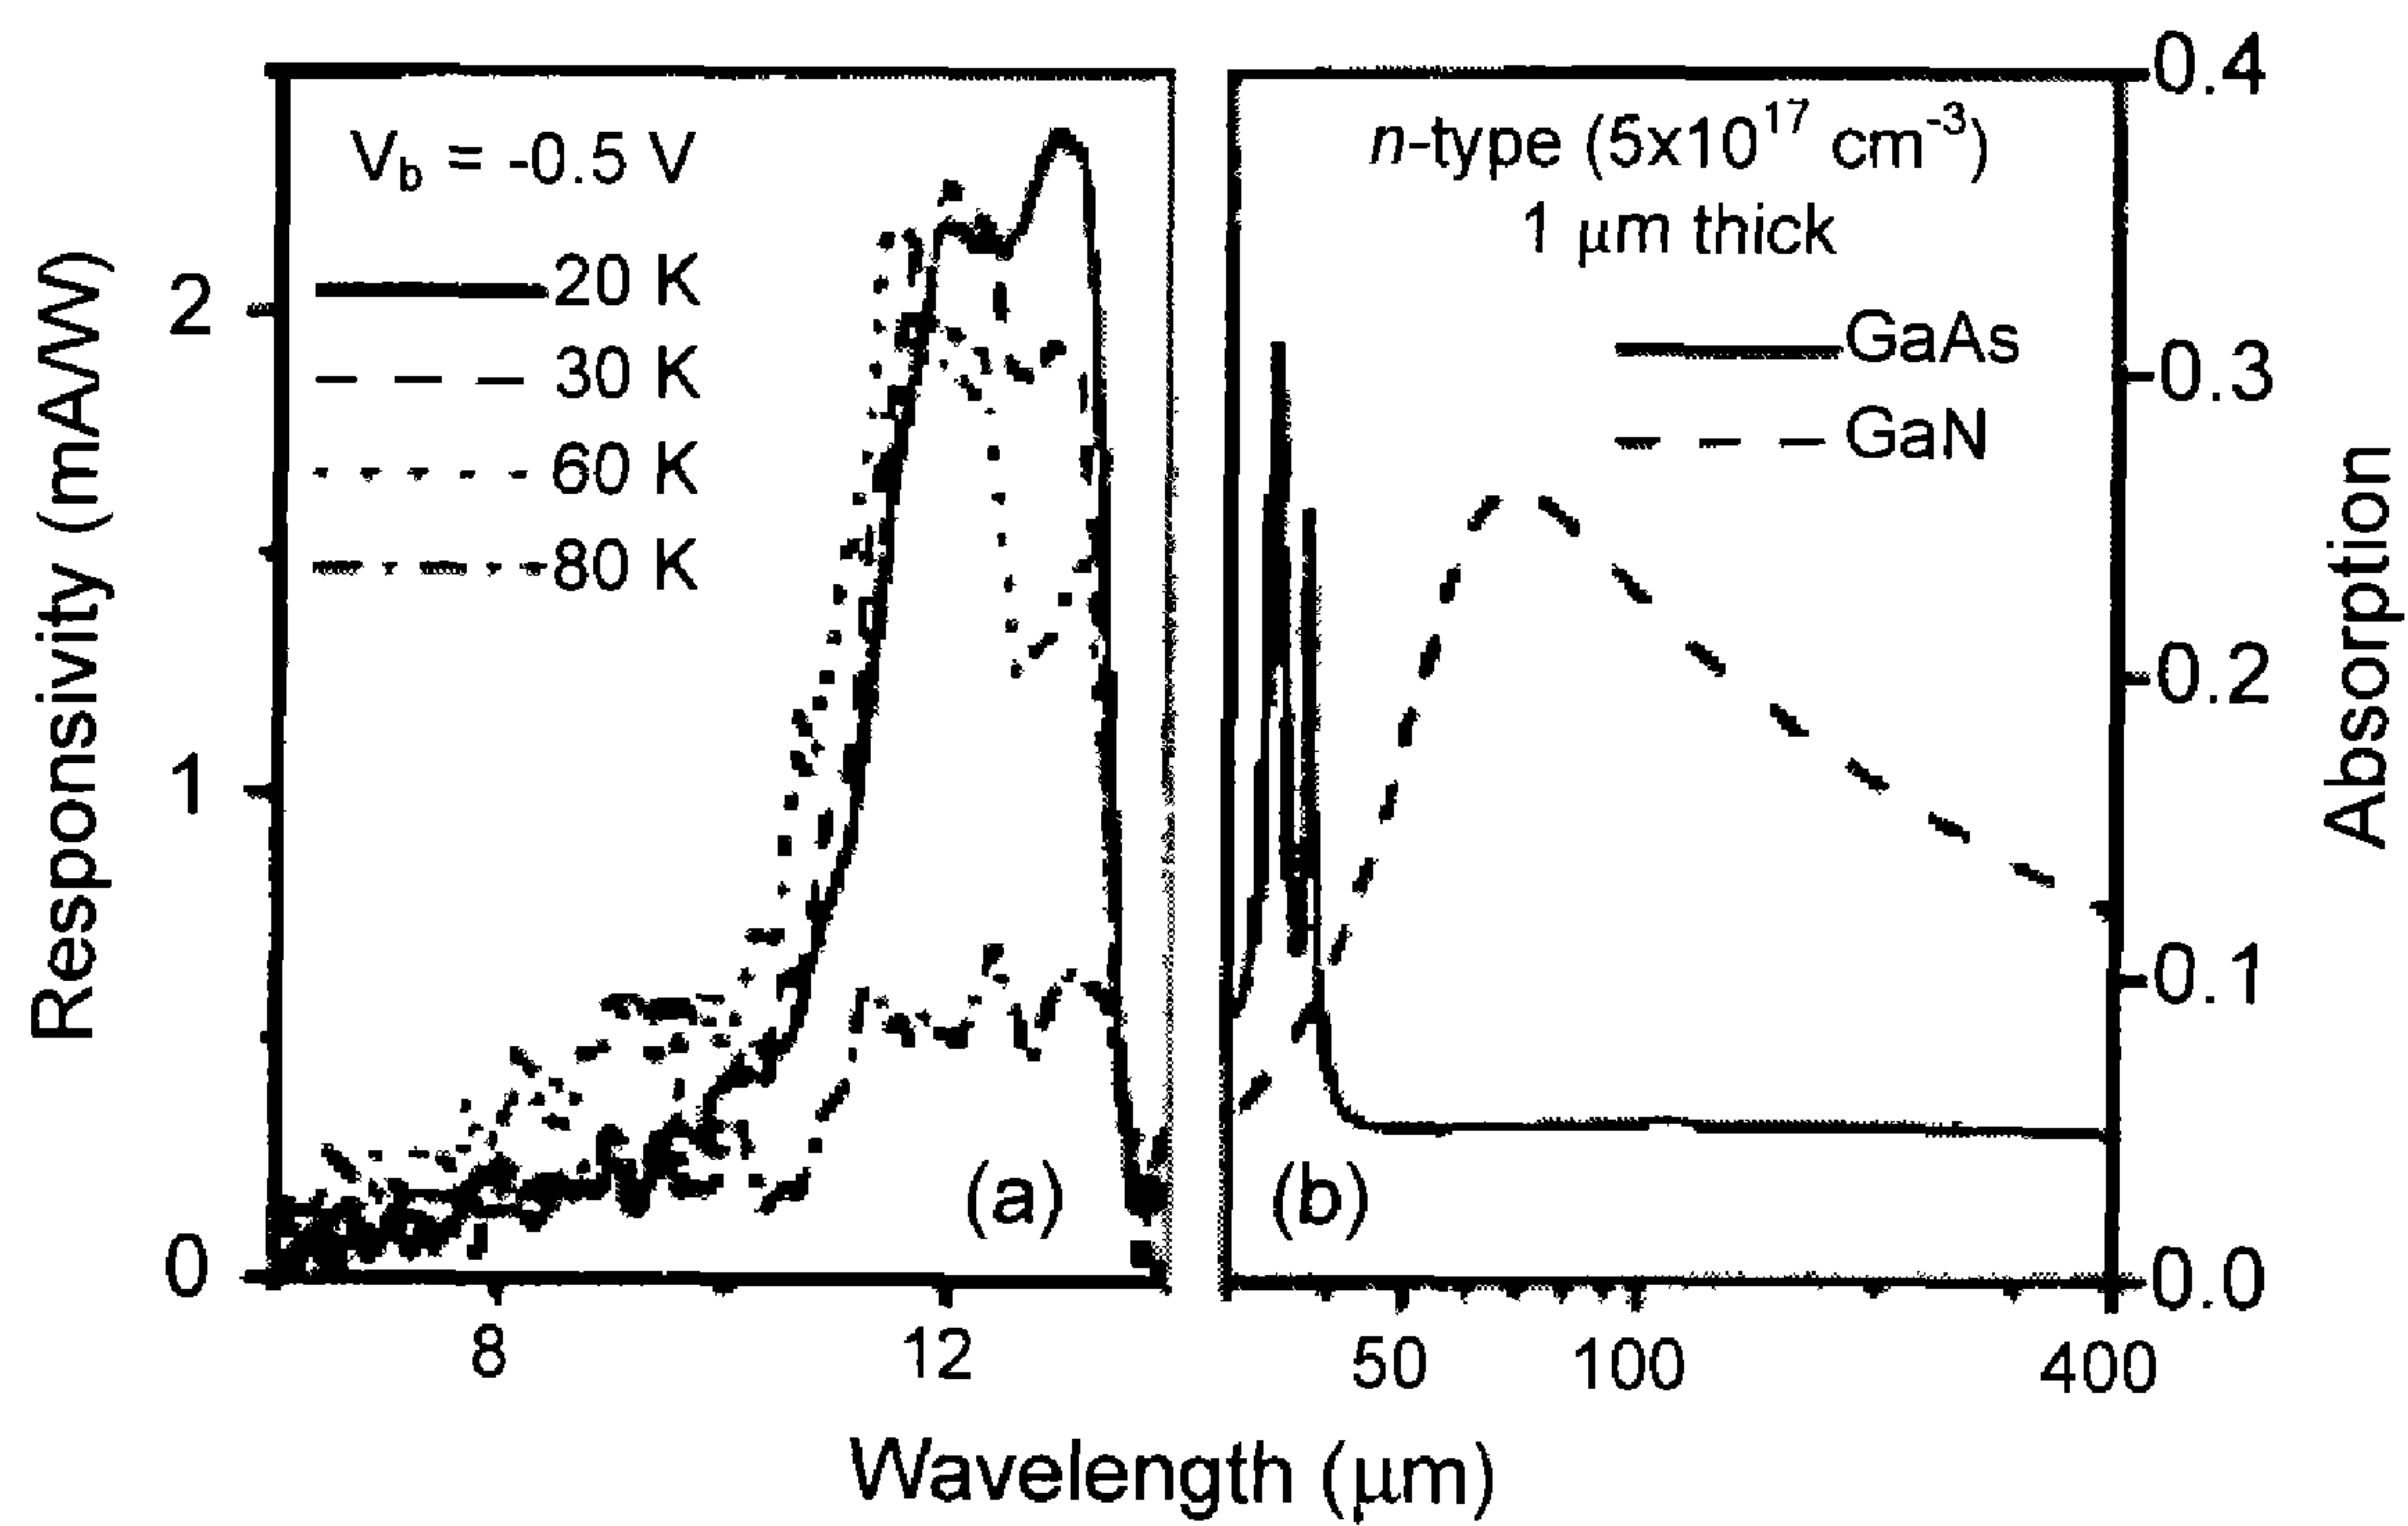 V_b = -0.5 V
20 K
30 K
60 K
80 K
Responsivity (mA/W)
2
1
0
(a)
8
12
n-type (5x10^17 cm^-3)
1 μm thick
GaAs
GaN
(b)
50
100
400
0.4
0.3
0.2
0.1
0.0
Absorption
Wavelength (μm)